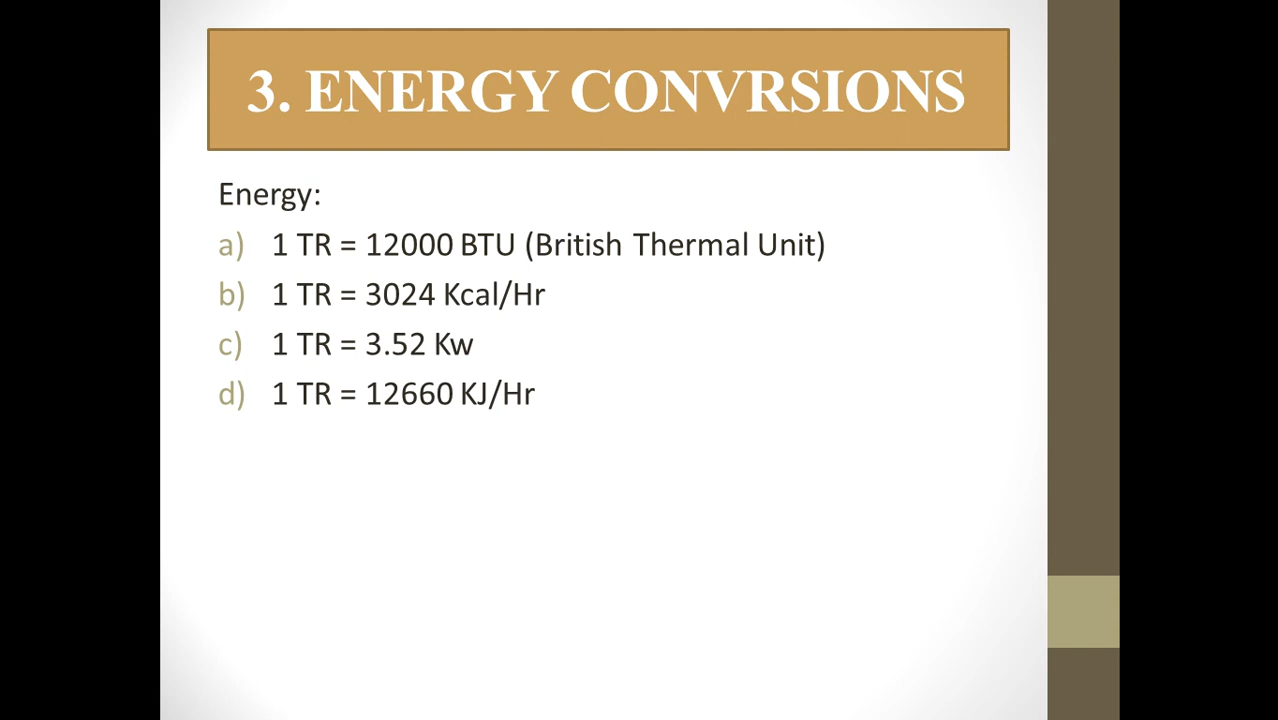 3. ENERGY CONVRSIONS
Energy:
a) 1 TR = 12000 BTU (British Thermal Unit)
b) 1 TR = 3024 Kcal/Hr
c) 1 TR = 3.52 Kw
d) 1 TR = 12660 KJ/Hr